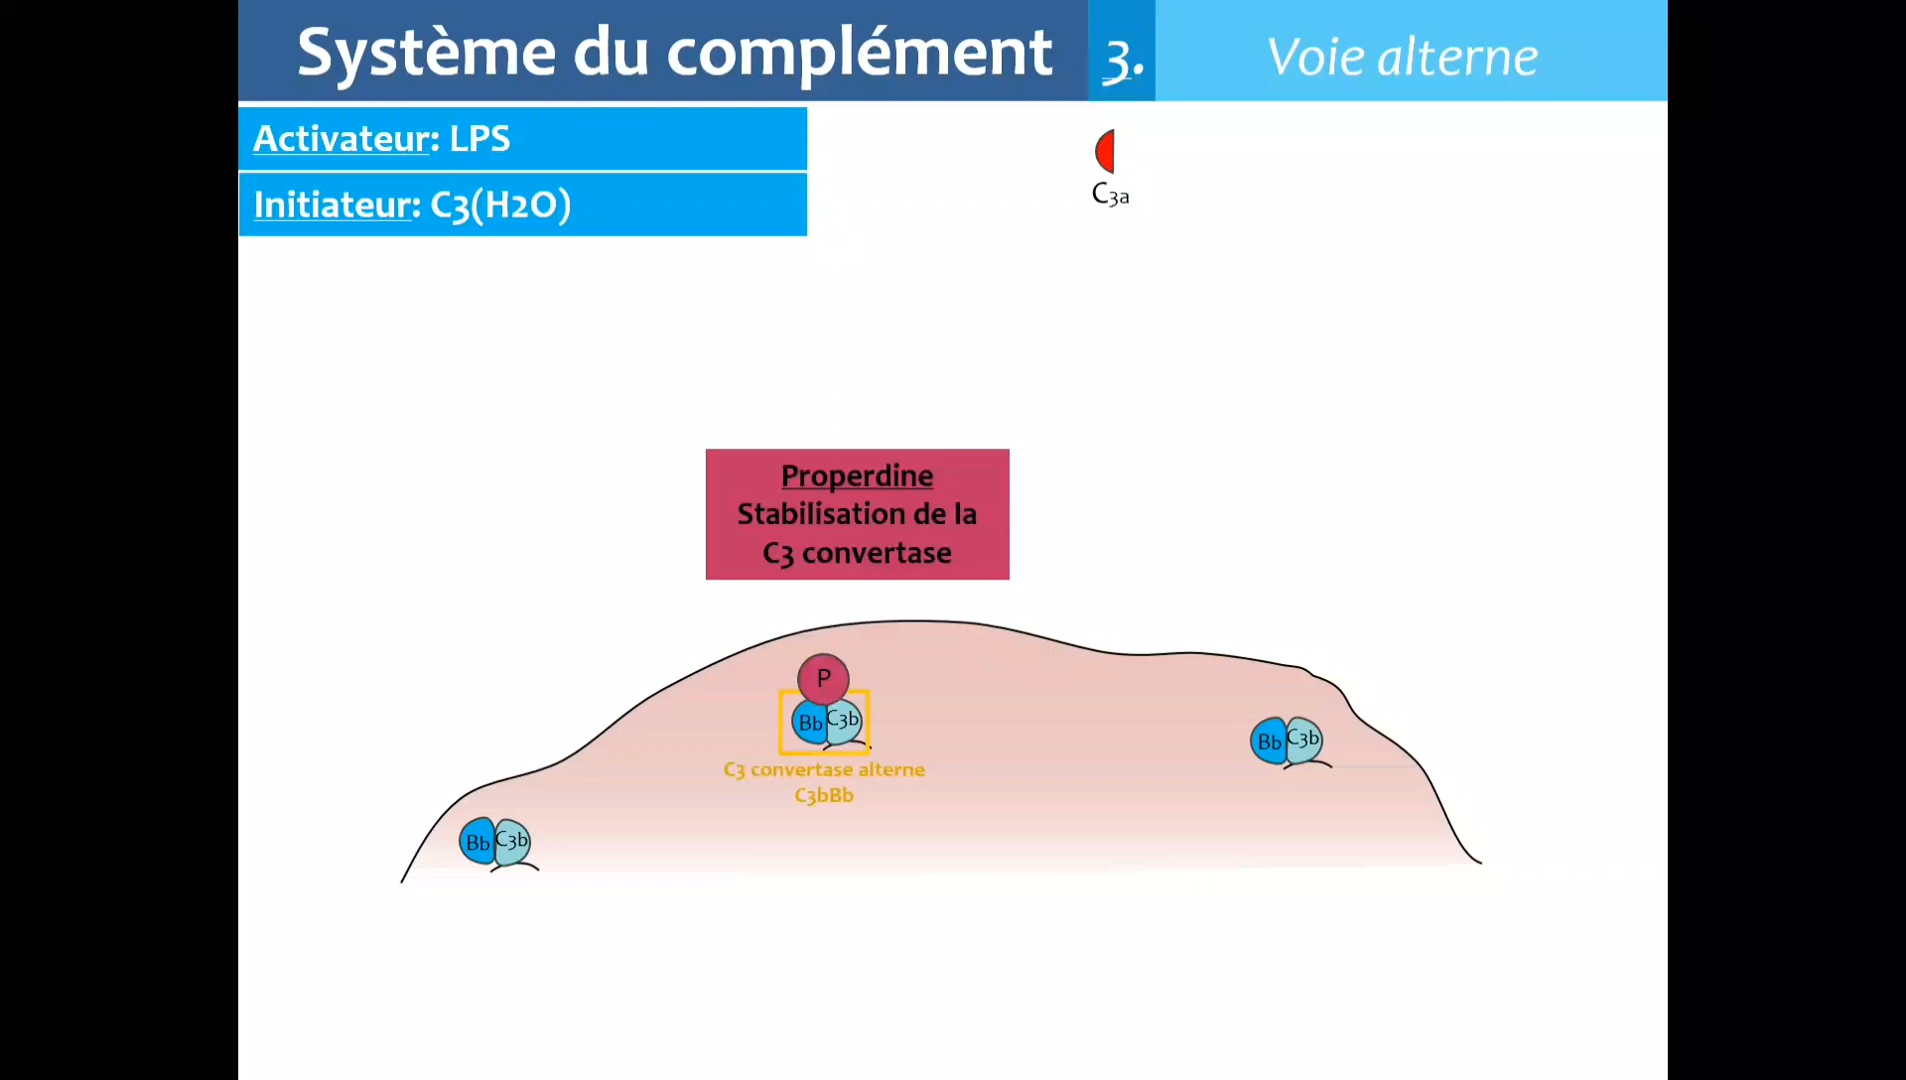 Système du complément 3. Voie alterne
Activateur: LPS
Initiateur: C3(H2O)
C3a
Properdine
Stabilisation de la
C3 convertase
P
Bb C3b
C3 convertase alterne
C3bBb
Bb C3b
Bb C3b